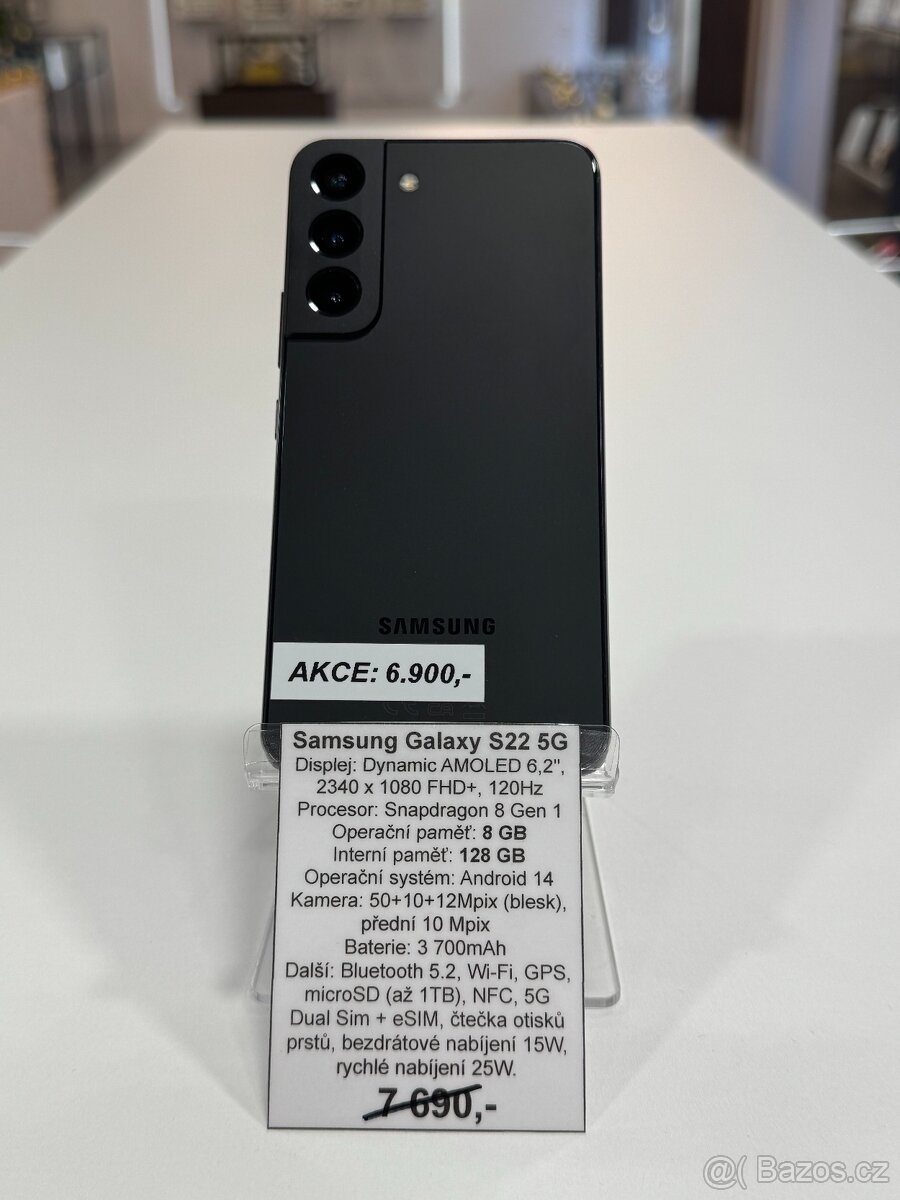 SAMSUNG
AKCE: 6.900,-
Samsung Galaxy S22 5G
Displej: Dynamic AMOLED 6,2",
2340 x 1080 FHD+, 120Hz
Procesor: Snapdragon 8 Gen 1
Operační paměť: 8 GB
Interní paměť: 128 GB
Operační systém: Android 14
Kamera: 50+10+12Mpix (blesk),
přední 10 Mpix
Baterie: 3 700mAh
Další: Bluetooth 5.2, Wi-Fi, GPS,
microSD (až 1TB), NFC, 5G
Dual Sim + eSIM, čtečka otisků
prstů, bezdrátové nabíjení 15W,
rychlé nabíjení 25W.
7 690,-
@( Bazos.cz